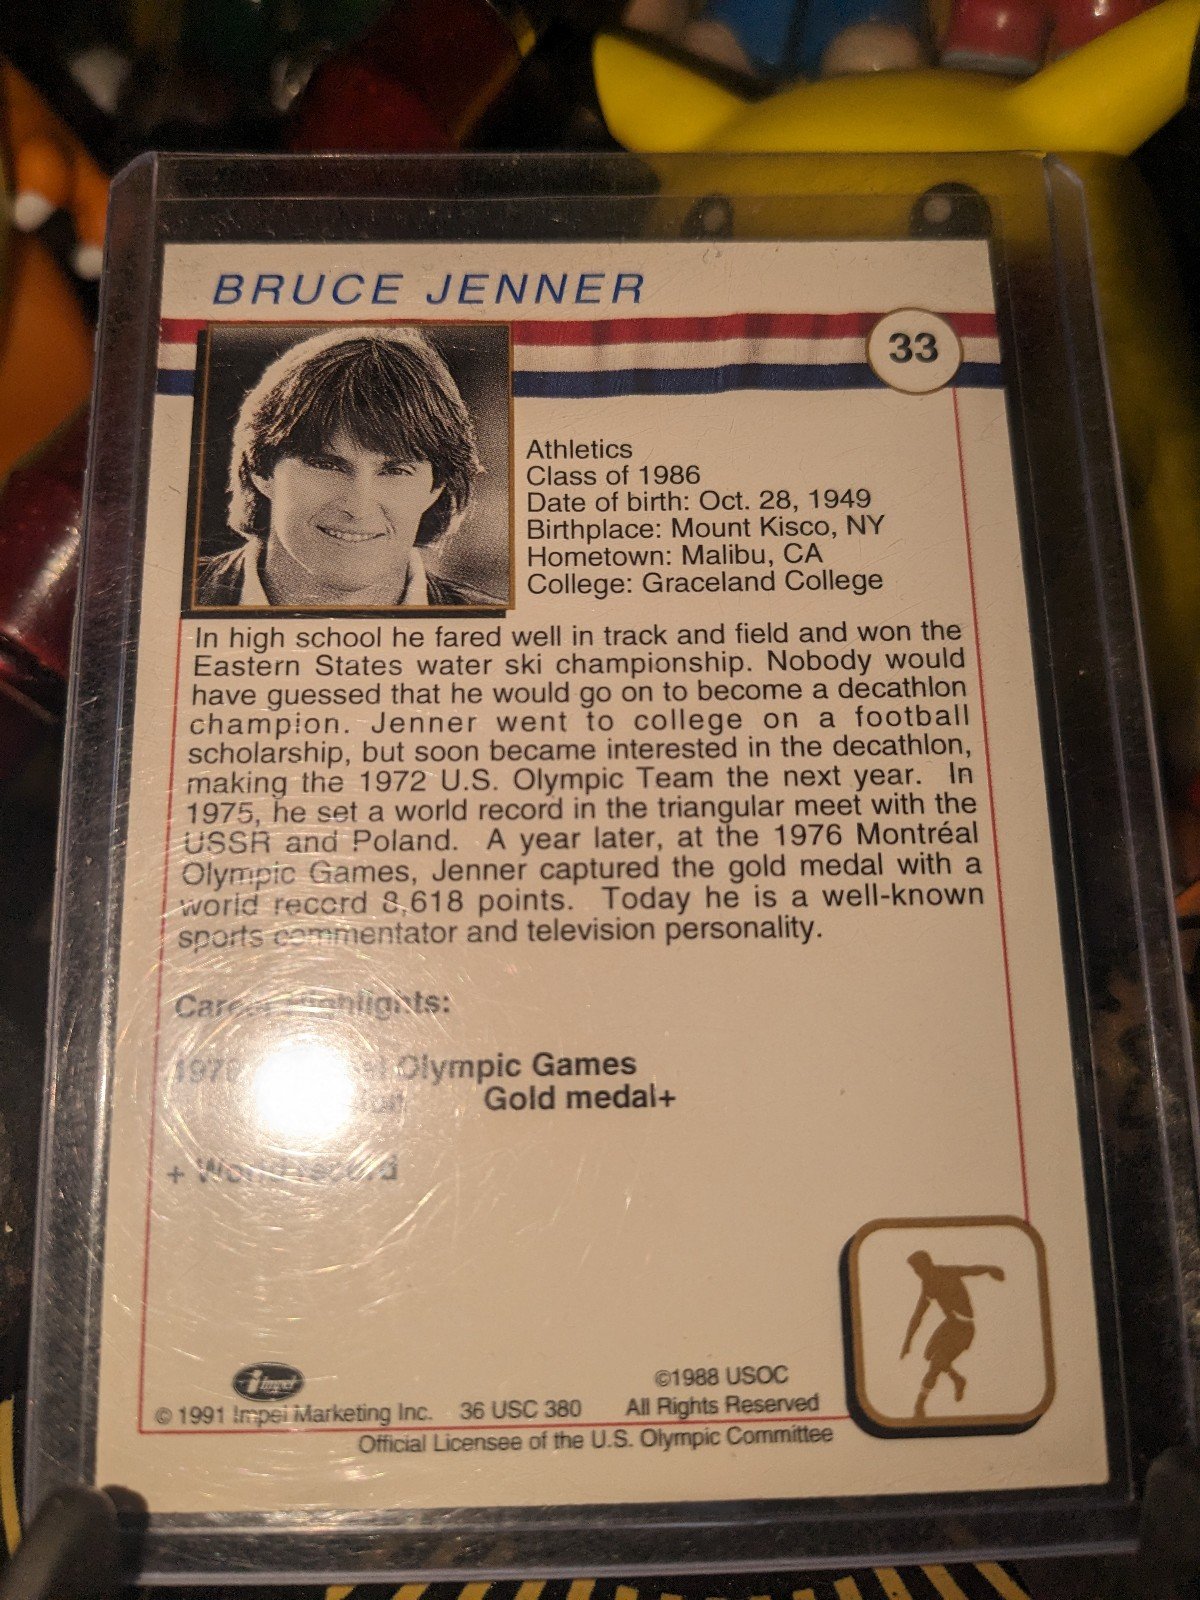 BRUCE JENNER
33
Athletics
Class of 1986
Date of birth: Oct. 28, 1949
Birthplace: Mount Kisco, NY
Hometown: Malibu, CA
College: Graceland College
In high school he fared well in track and field and won the
Eastern States water ski championship. Nobody would
have guessed that he would go on to become a decathlon
champion. Jenner went to college on a football
scholarship, but soon became interested in the decathlon,
making the 1972 U.S. Olympic Team the next year. In
1975, he set a world record in the triangular meet with the
USSR and Poland. A year later, at the 1976 Montréal
Olympic Games, Jenner captured the gold medal with a
world record 8,618 points. Today he is a well-known
sports commentator and television personality.
Career Highlights:
Olympic Games
Gold medal+
+ World record
impel
© 1991 Impel Marketing Inc. 36 USC 380
©1988 USOC
All Rights Reserved
Official Licensee of the U.S. Olympic Committee